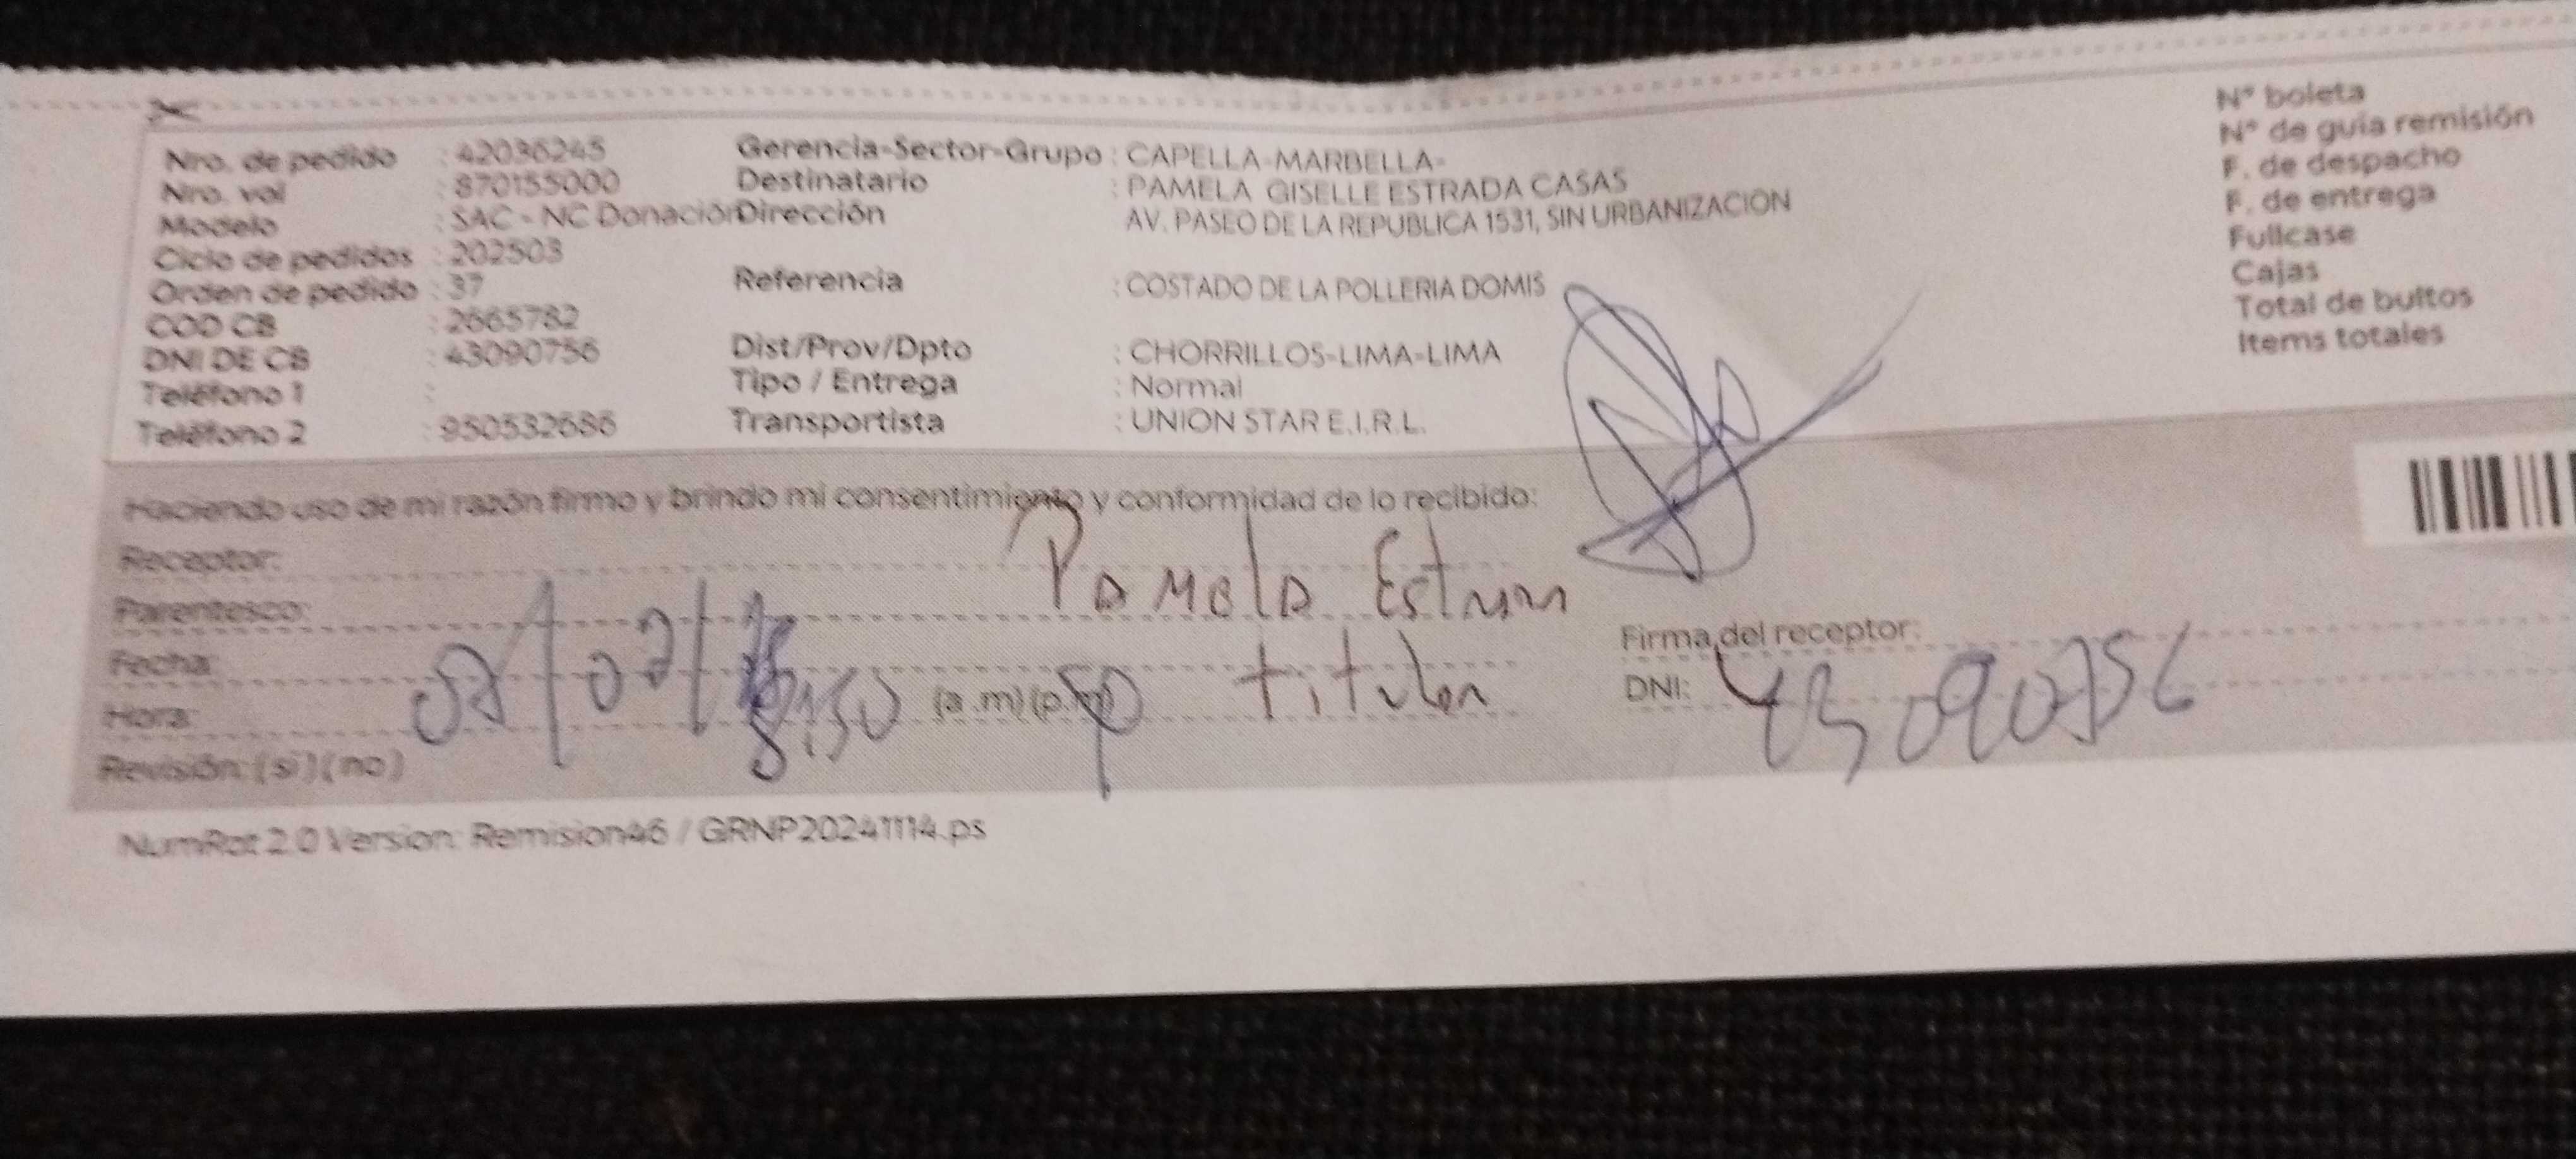 Nro. de pedido : 42036245
Nro. vol : 870155000
Modelo : SAC - NC Donación
Ciclo de pedidos : 202503
Orden de pedido : 37
COD CB : 2665782
DNI DE CB : 43090756
Teléfono 1 :
Teléfono 2 : 950532686
Gerencia-Sector-Grupo : CAPELLA-MARBELLA-
Destinatario : PAMELA GISELLE ESTRADA CASAS
Dirección AV. PASEO DE LA REPUBLICA 1531, SIN URBANIZACION
Referencia : COSTADO DE LA POLLERIA DOMIS
Dist/Prov/Dpto : CHORRILLOS-LIMA-LIMA
Tipo / Entrega : Normal
Transportista : UNION STAR E.I.R.L.
N° boleta
N° de guía remisión
F. de despacho
F. de entrega
Fullcase
Cajas
Total de bultos
Items totales
Haciendo uso de mi razón firmo y brindo mi consentimiento y conformidad de lo recibido:
Receptor: Pamela
Parentesco: titular
Fecha:
Hora: (a.m)(p.m)
Revisión: (si)(no)
Firma del receptor:
DNI: 43090756
NumRot 2.0 Version: Remision46 / GRNP20241114.ps